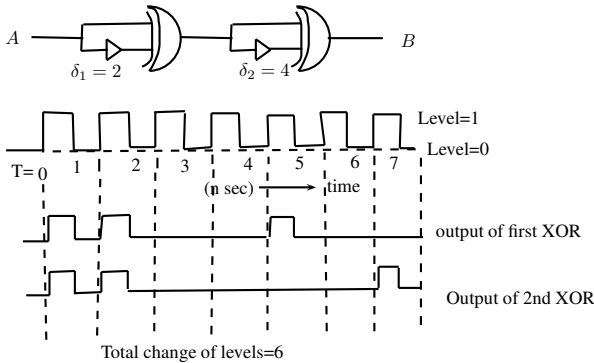 A
B
δ₁ = 2
δ₂ = 4
Level=1
Level=0
T= 0 1 2 3 4 5 6 7
(n sec) time
output of first XOR
Output of 2nd XOR
Total change of levels=6